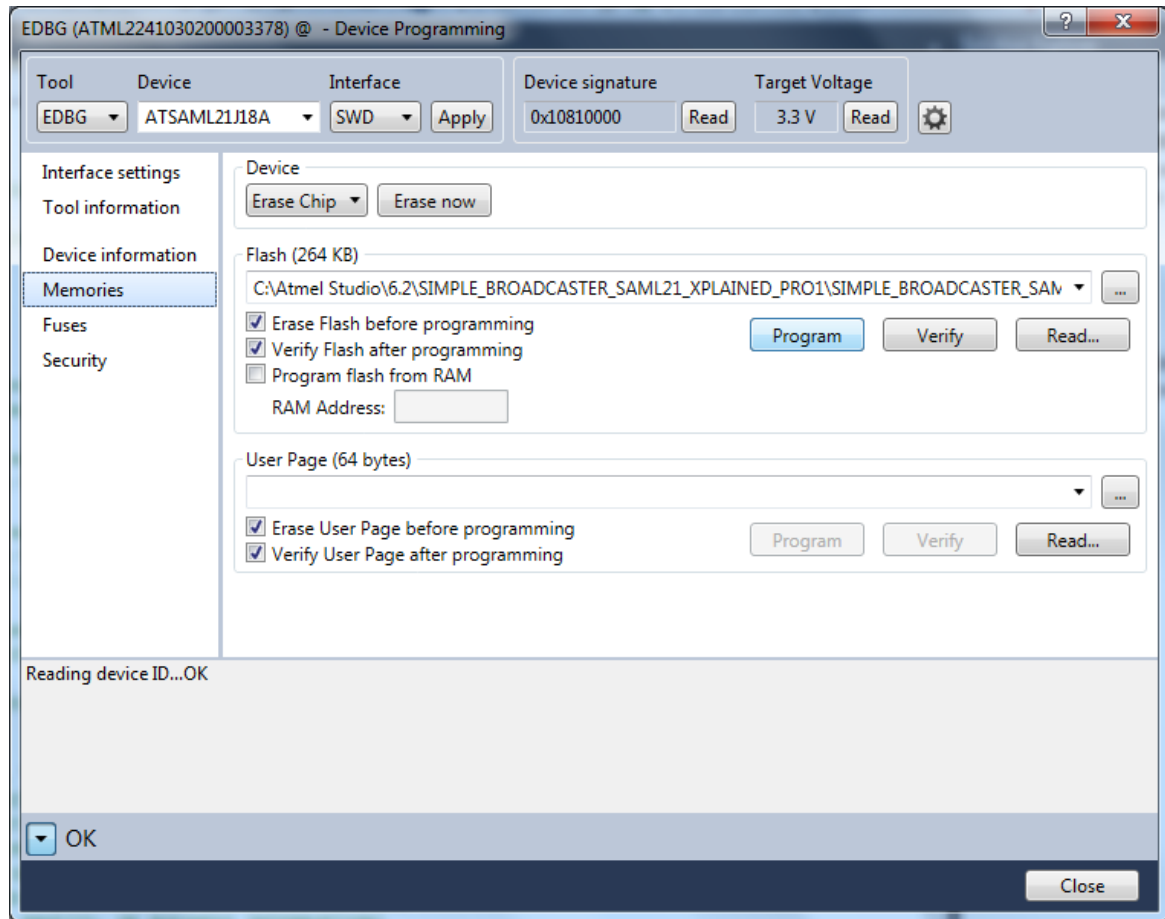 EDBG (ATML2241030200003378) @ - Device Programming
Tool Device Interface Device signature Target Voltage
EDBG ATSAML21J18A SWD Apply 0x10810000 Read 3.3 V Read
Interface settings
Tool information
Device information
Memories
Fuses
Security
Device
Erase Chip Erase now
Flash (264 KB)
C:\Atmel Studio\6.2\SIMPLE_BROADCASTER_SAML21_XPLAINED_PRO1\SIMPLE_BROADCASTER_SAM ...
Erase Flash before programming
Verify Flash after programming
Program flash from RAM
RAM Address:
Program Verify Read...
User Page (64 bytes)
...
Erase User Page before programming
Verify User Page after programming
Program Verify Read...
Reading device ID...OK
OK
Close